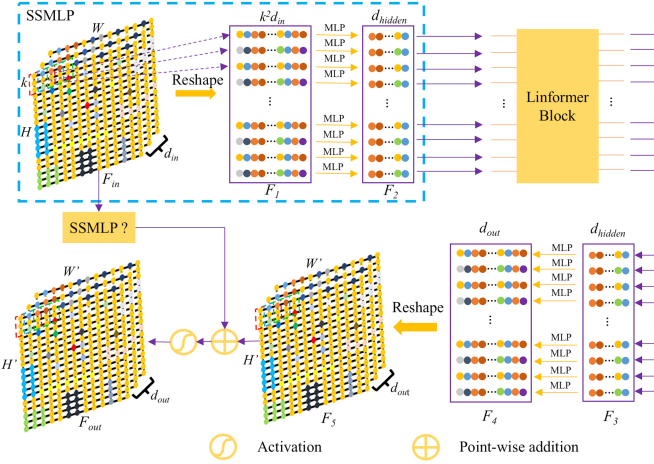 SSMLP
W
k
H
d_in
F_in
Reshape
k²d_in
d_hidden
MLP
MLP
MLP
MLP
MLP
MLP
MLP
MLP
F_1
F_2
Linformer
Block
SSMLP ?
W'
H'
d_out
F_out
H'
d_out
F_5
Reshape
d_out
d_hidden
MLP
MLP
MLP
MLP
MLP
MLP
MLP
MLP
F_4
F_3
Activation
Point-wise addition